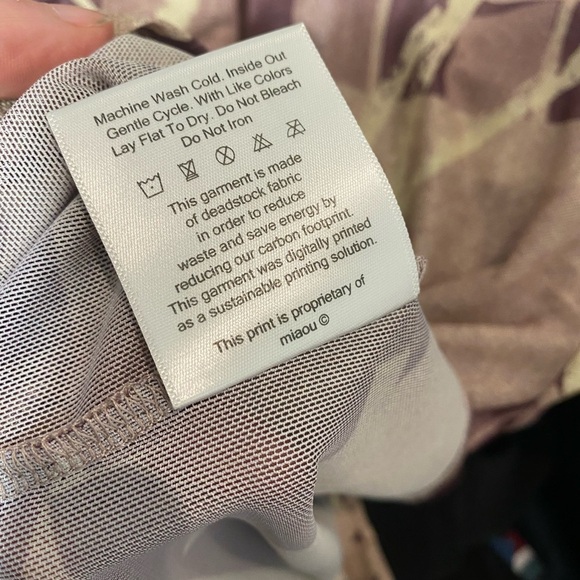 Machine Wash Cold. Inside Out
Gentle Cycle. With Like Colors
Lay Flat To Dry. Do Not Bleach
Do Not Iron
This garment is made
of deadstock fabric
in order to reduce
waste and save energy by
reducing our carbon footprint.
This garment was digitally printed
as a sustainable printing solution.
This print is proprietary of
miaou ©